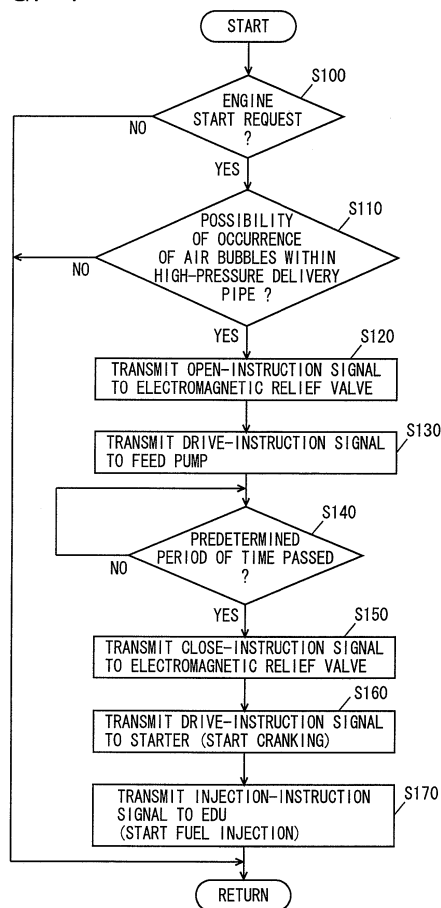 START
S100
ENGINE
START REQUEST
?
NO
YES
S110
POSSIBILITY
OF OCCURRENCE
OF AIR BUBBLES WITHIN
HIGH-PRESSURE DELIVERY
PIPE ?
NO
YES
S120
TRANSMIT OPEN-INSTRUCTION SIGNAL
TO ELECTROMAGNETIC RELIEF VALVE
S130
TRANSMIT DRIVE-INSTRUCTION SIGNAL
TO FEED PUMP
S140
PREDETERMINED
PERIOD OF TIME PASSED
?
NO
YES
S150
TRANSMIT CLOSE-INSTRUCTION SIGNAL
TO ELECTROMAGNETIC RELIEF VALVE
S160
TRANSMIT DRIVE-INSTRUCTION SIGNAL
TO STARTER (START CRANKING)
S170
TRANSMIT INJECTION-INSTRUCTION
SIGNAL TO EDU
(START FUEL INJECTION)
RETURN